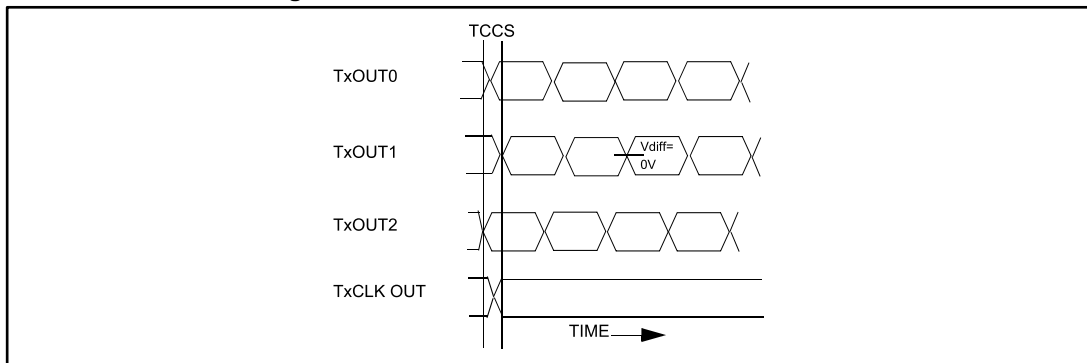 TCCS
TxOUT0
TxOUT1
Vdiff=
0V
TxOUT2
TxCLK OUT
TIME